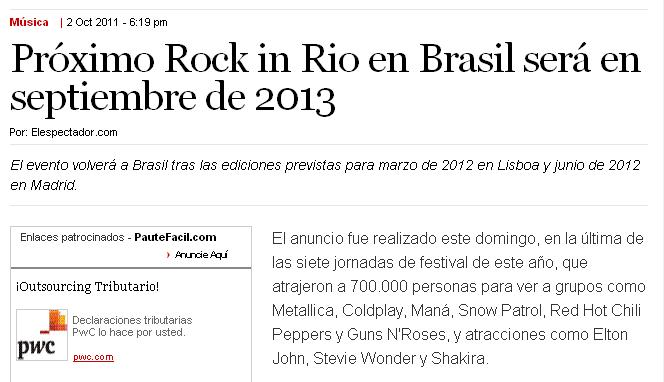 Música | 2 Oct 2011 - 6:19 pm
Próximo Rock in Rio en Brasil será en
septiembre de 2013
Por: Elespectador.com
El evento volverá a Brasil tras las ediciones previstas para marzo de 2012 en Lisboa y junio de 2012
en Madrid.
Enlaces patrocinados - PauteFacil.com
› Anuncie Aquí
¡Outsourcing Tributario!
pwc
Declaraciones tributarias
PwC lo hace por usted.
pwc.com
El anuncio fue realizado este domingo, en la última de
las siete jornadas de festival de este año, que
atrajeron a 700.000 personas para ver a grupos como
Metallica, Coldplay, Maná, Snow Patrol, Red Hot Chili
Peppers y Guns N'Roses, y atracciones como Elton
John, Stevie Wonder y Shakira.